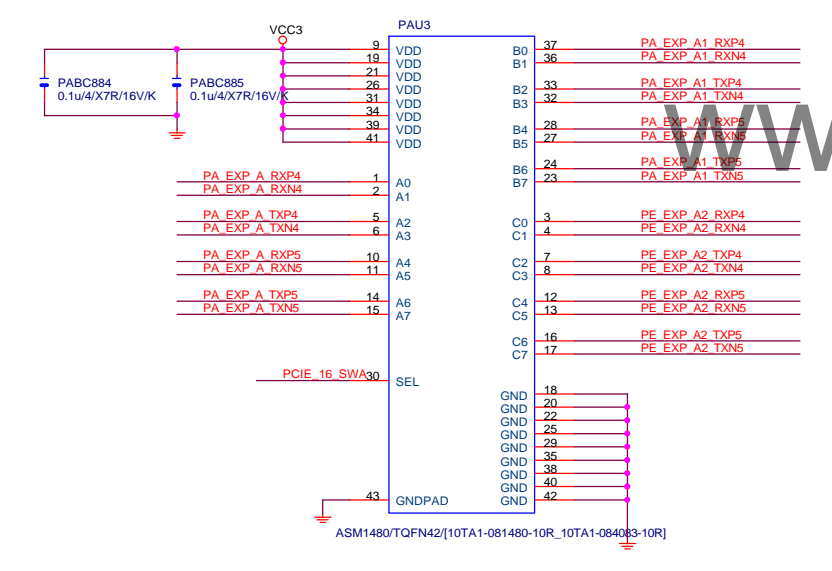 PAU3
VCC3
9 VDD
19 VDD
21 VDD
26 VDD
31 VDD
34 VDD
39 VDD
41 VDD
PABC884
0.1u/4/X7R/16V/K
PABC885
0.1u/4/X7R/16V/K
PA_EXP_A_RXP4 1 A0
PA_EXP_A_RXN4 2 A1
PA_EXP_A_TXP4 5 A2
PA_EXP_A_TXN4 6 A3
PA_EXP_A_RXP5 10 A4
PA_EXP_A_RXN5 11 A5
PA_EXP_A_TXP5 14 A6
PA_EXP_A_TXN5 15 A7
PCIE_16_SWA 30 SEL
43 GNDPAD
B0 37 PA_EXP_A1_RXP4
B1 36 PA_EXP_A1_RXN4
B2 33 PA_EXP_A1_TXP4
B3 32 PA_EXP_A1_TXN4
B4 28 PA_EXP_A1_RXP5
B5 27 PA_EXP_A1_RXN5
B6 24 PA_EXP_A1_TXP5
B7 23 PA_EXP_A1_TXN5
C0 3 PE_EXP_A2_RXP4
C1 4 PE_EXP_A2_RXN4
C2 7 PE_EXP_A2_TXP4
C3 8 PE_EXP_A2_TXN4
C4 12 PE_EXP_A2_RXP5
C5 13 PE_EXP_A2_RXN5
C6 16 PE_EXP_A2_TXP5
C7 17 PE_EXP_A2_TXN5
GND 18
GND 20
GND 22
GND 25
GND 29
GND 35
GND 38
GND 40
GND 42
ASM1480/TQFN42/[10TA1-081480-10R_10TA1-084083-10R]